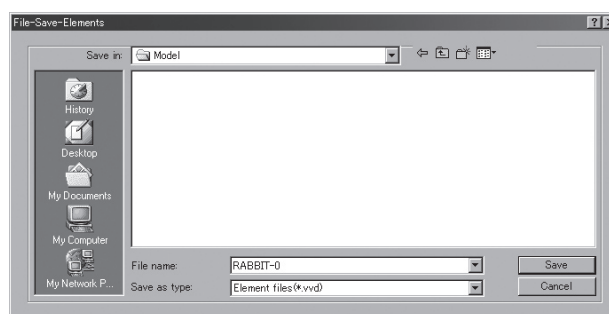 File-Save-Elements
Save in: Model
History
Desktop
My Documents
My Computer
My Network P...
File name: RABBIT-0
Save as type: Element files(*.vvd)
Save
Cancel